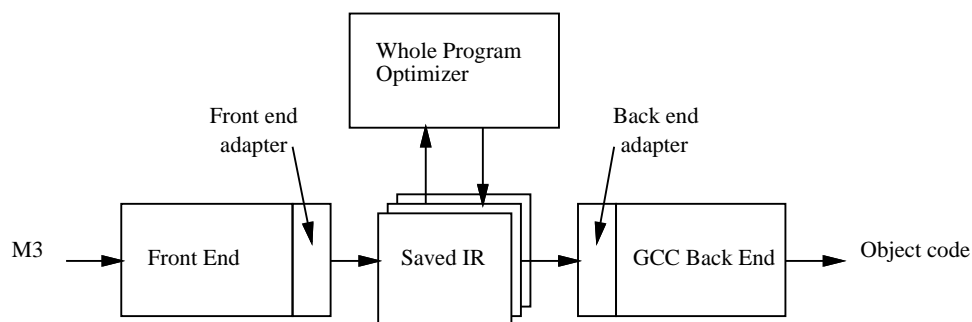 Whole Program
Optimizer
Front end
adapter
Back end
adapter
M3
Front End
Saved IR
GCC Back End
Object code